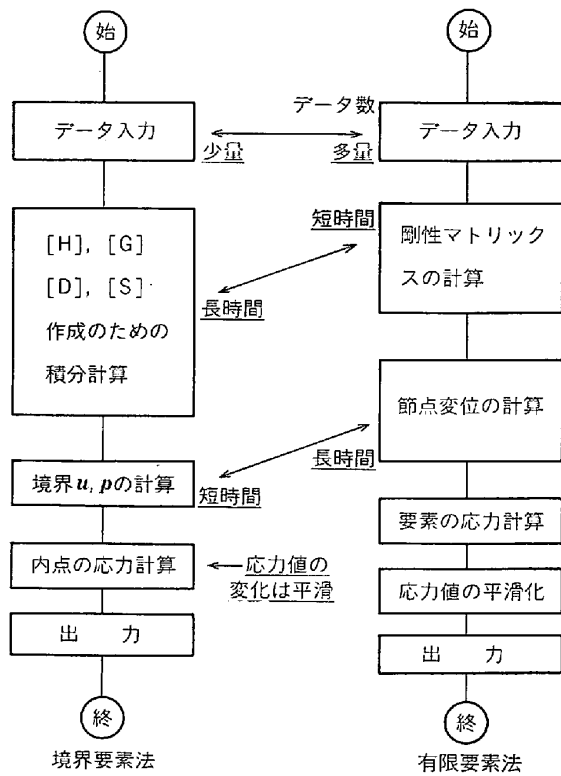 始
データ入力
少量
[H], [G]
[D], [S]
作成のための
積分計算
長時間
境界u, pの計算
短時間
内点の応力計算
応力値の
変化は平滑
出 力
終
境界要素法
始
データ数
データ入力
多量
短時間
剛性マトリック
スの計算
節点変位の計算
長時間
要素の応力計算
応力値の平滑化
出 力
終
有限要素法